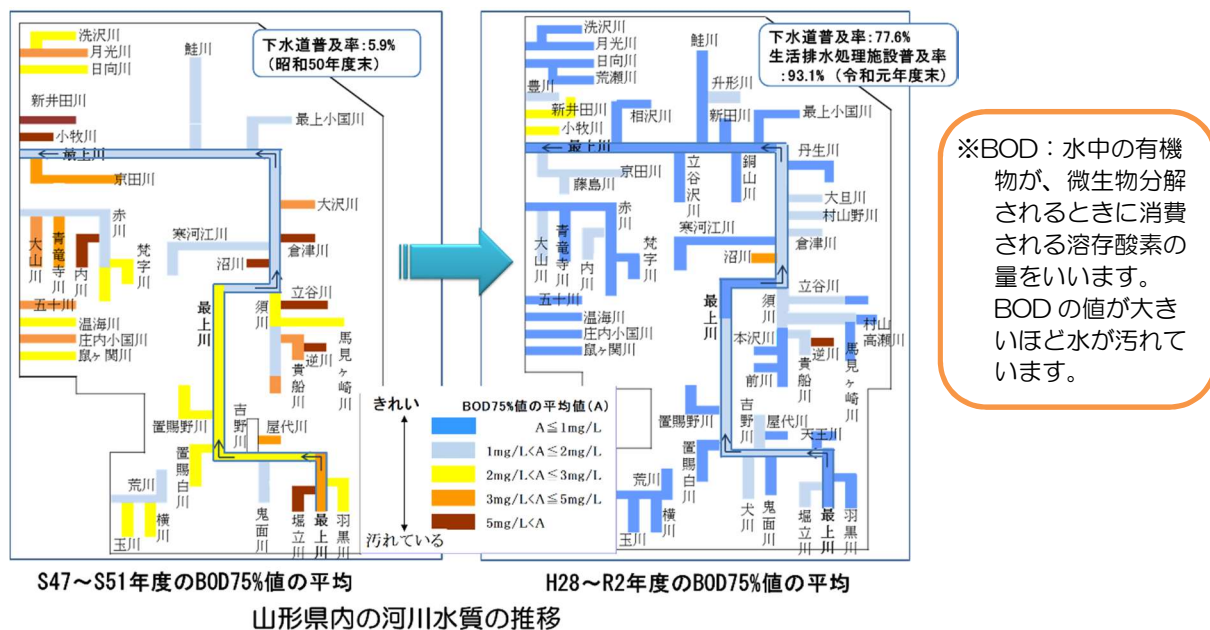 下水道普及率:5.9%
(昭和50年度末)
洗沢川
月光川
日向川
鮭川
新井田川
小牧川
最上小国川
最上川
京田川
赤川
大沢川
大山川
青竜寺川
内川
梵字川
寒河江川
倉津川
沼川
五十川
温海川
庄内小国川
鼠ヶ関川
最上川
須川
立谷川
馬見ヶ崎川
逆川
貴船川
置賜野川
吉野川
屋代川
置賜白川
荒川
横川
玉川
鬼面川
堀立川
最上川
羽黒川
S47～S51年度のBOD75%値の平均
きれい
汚れている
BOD75%値の平均値(A)
A≦1mg/L
1mg/L<A≦2mg/L
2mg/L<A≦3mg/L
3mg/L<A≦5mg/L
5mg/L<A
下水道普及率:77.6%
生活排水処理施設普及率
:93.1%（令和元年度末）
洗沢川
月光川
日向川
荒瀬川
豊川
鮭川
升形川
新井田川
相沢川
新田川
最上小国川
小牧川
最上川
京田川
藤島川
立谷沢川
銅山川
丹生川
赤川
大旦川
村山野川
大山川
青竜寺川
内川
梵字川
寒河江川
倉津川
沼川
五十川
温海川
庄内小国川
鼠ヶ関川
最上川
須川
立谷川
村山高瀬川
本沢川
逆川
馬見ヶ崎川
前川
貴船川
置賜野川
吉野川
屋代川
天王川
置賜白川
荒川
横川
玉川
犬川
鬼面川
堀立川
最上川
羽黒川
H28～R2年度のBOD75%値の平均
山形県内の河川水質の推移
※BOD：水中の有機
物が、微生物分解
されるときに消費
される溶存酸素の
量をいいます。
BOD の値が大き
いほど水が汚れて
います。